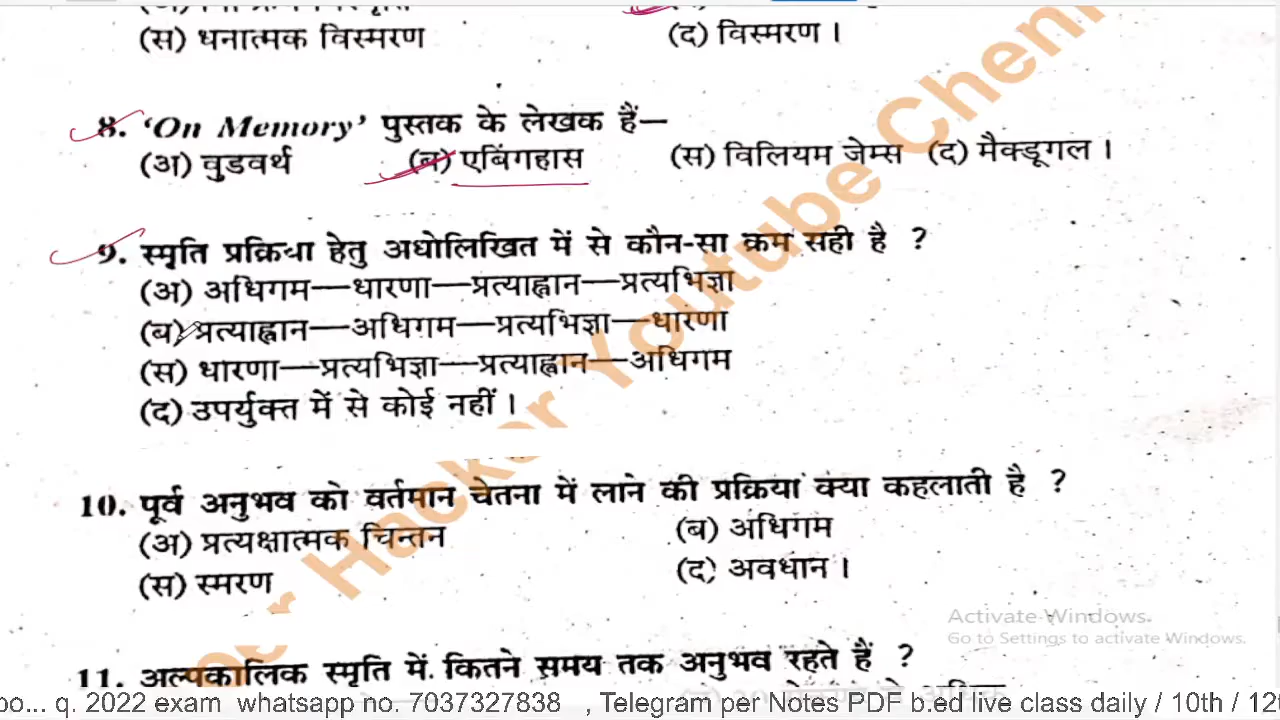 (स) धनात्मक विस्मरण (द) विस्मरण ।
8. 'On Memory' पुस्तक के लेखक हैं—
(अ) वुडवर्थ (ब) एबिंगहास (स) विलियम जेम्स (द) मैक्डूगल ।
9. स्मृति प्रक्रिया हेतु अधोलिखित में से कौन-सा क्रम सही है ?
(अ) अधिगम—धारणा—प्रत्याह्वान—प्रत्यभिज्ञा
(ब) प्रत्याह्वान—अधिगम—प्रत्यभिज्ञा—धारणा
(स) धारणा—प्रत्यभिज्ञा—प्रत्याह्वान—अधिगम
(द) उपर्युक्त में से कोई नहीं ।
10. पूर्व अनुभव को वर्तमान चेतना में लाने की प्रक्रिया क्या कहलाती है ?
(अ) प्रत्यक्षात्मक चिन्तन (ब) अधिगम
(स) स्मरण (द) अवधान ।
11. अल्पकालिक स्मृति में कितने समय तक अनुभव रहते हैं ?
Hacker Youtube Chenn
Activate Windows.
Go to Settings to activate Windows.
po... q. 2022 exam whatsapp no. 7037327838 , Telegram per Notes PDF b.ed live class daily / 10th / 12